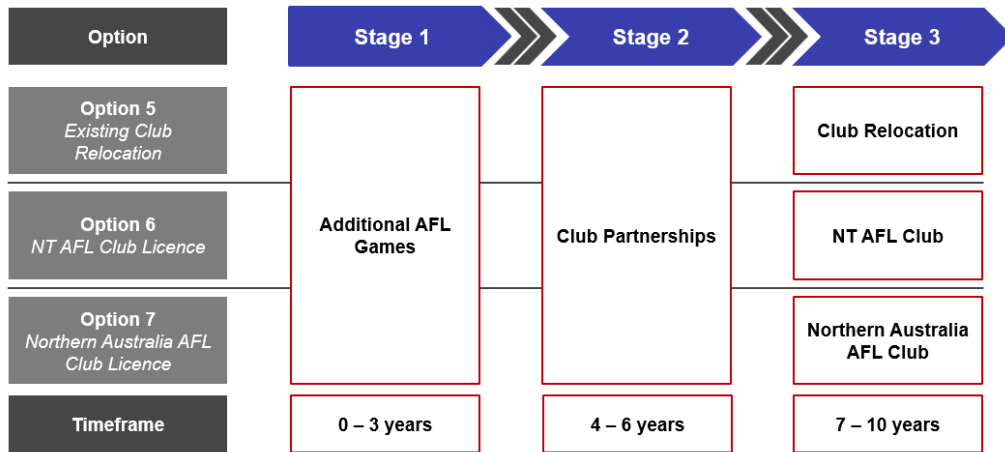 Option
Stage 1
Stage 2
Stage 3
Option 5
Existing Club
Relocation
Club Relocation
Option 6
NT AFL Club Licence
Additional AFL
Games
Club Partnerships
NT AFL Club
Option 7
Northern Australia AFL
Club Licence
Northern Australia
AFL Club
Timeframe
0 – 3 years
4 – 6 years
7 – 10 years